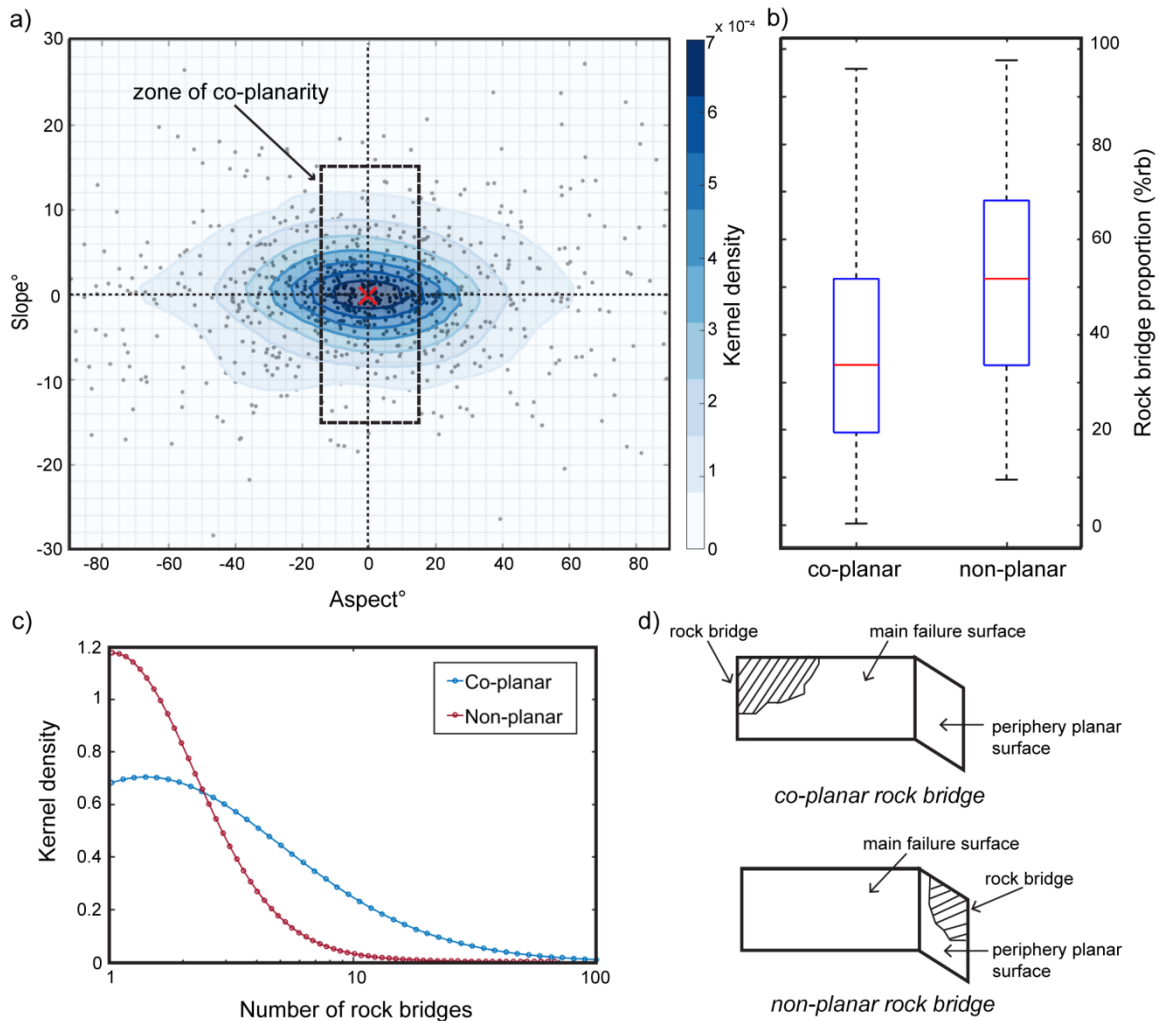 a)
x 10⁻⁴
30
20
10
0
-10
-20
-30
Slope°
zone of co-planarity
-80
-60
-40
-20
0
20
40
60
80
Aspect°
7
6
5
4
3
2
1
0
Kernel density
b)
100
80
60
40
20
0
Rock bridge proportion (%rb)
co-planar
non-planar
c)
1.2
1
0.8
0.6
0.4
0.2
0
Kernel density
Co-planar
Non-planar
1
10
100
Number of rock bridges
d)
rock bridge
main failure surface
periphery planar
surface
co-planar rock bridge
main failure surface
rock bridge
periphery planar
surface
non-planar rock bridge